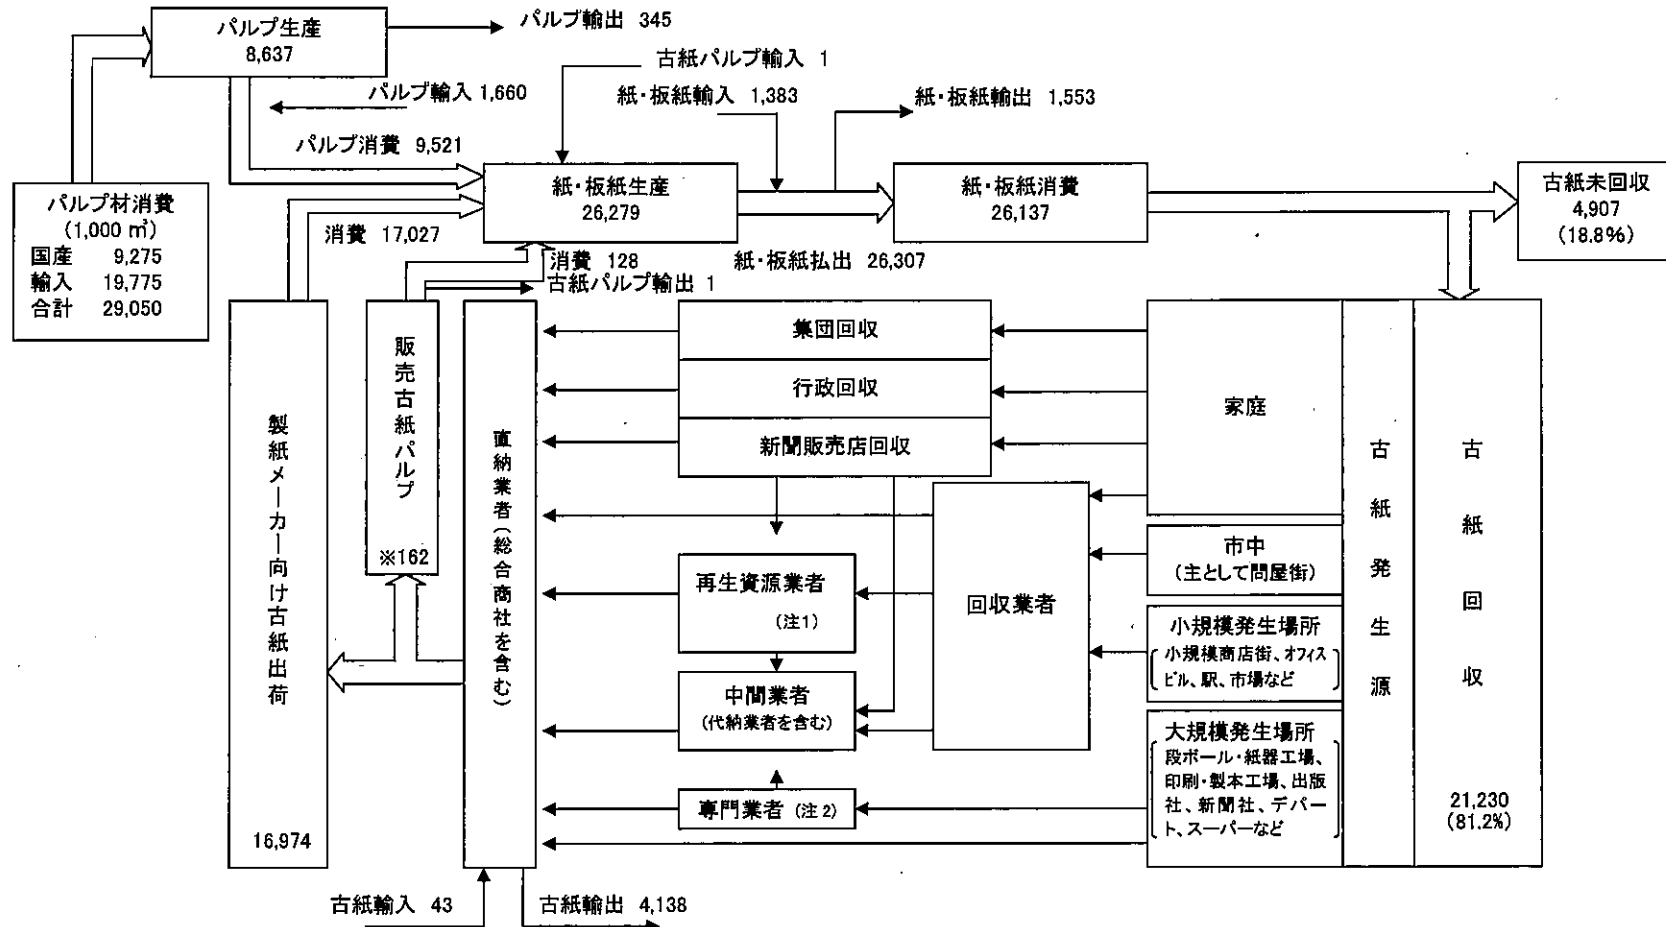 パルプ生産
8,637
パルプ輸出 345
古紙パルプ輸入 1
パルプ輸入 1,660
紙・板紙輸入 1,383
紙・板紙輸出 1,553
パルプ消費 9,521
パルプ材消費
(1,000 ㎥)
国産 9,275
輸入 19,775
合計 29,050
紙・板紙生産
26,279
紙・板紙消費
26,137
古紙未回収
4,907
(18.8%)
消費 17,027
消費 128
紙・板紙払出 26,307
古紙パルプ輸出 1
製紙メーカー向け古紙出荷
16,974
販売古紙パルプ
※162
直納業者(総合商社を含む)
集団回収
行政回収
新聞販売店回収
再生資源業者
(注1)
中間業者
(代納業者を含む)
専門業者 (注2)
回収業者
家庭
市中
(主として問屋街)
小規模発生場所
小規模商店街、オフィス
ビル、駅、市場など
大規模発生場所
段ボール・紙器工場、
印刷・製本工場、出版
社、新聞社、デパー
ト、スーパーなど
古紙発生源
古紙回収
21,230
(81.2%)
古紙輸入 43
古紙輸出 4,138